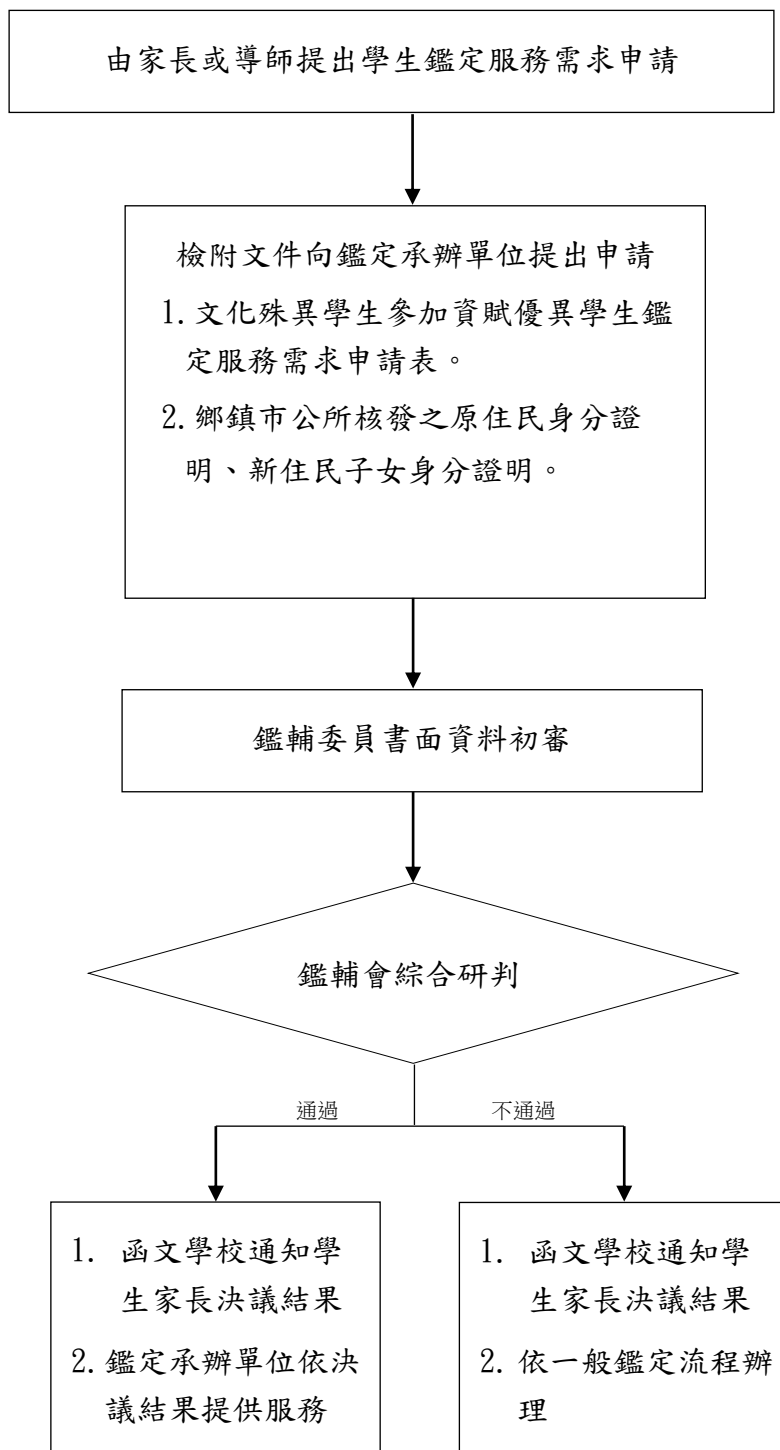 由家長或導師提出學生鑑定服務需求申請
檢附文件向鑑定承辦單位提出申請
1. 文化殊異學生參加資賦優異學生鑑
定服務需求申請表。
2. 鄉鎮市公所核發之原住民身分證
明、新住民子女身分證明。
鑑輔委員書面資料初審
鑑輔會綜合研判
通過
不通過
1. 函文學校通知學
生家長決議結果
2. 鑑定承辦單位依決
議結果提供服務
1. 函文學校通知學
生家長決議結果
2. 依一般鑑定流程辦
理